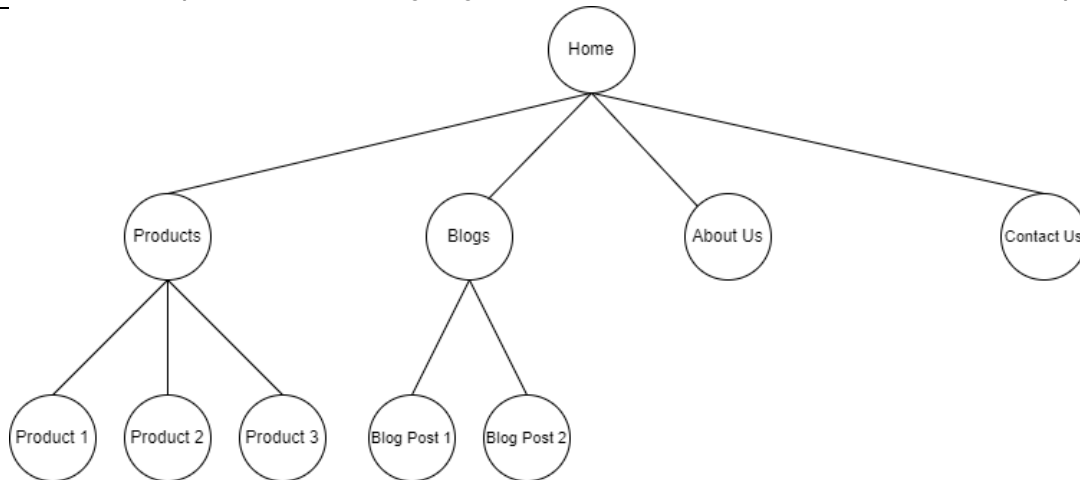 Home
Products
Blogs
About Us
Contact Us
Product 1
Product 2
Product 3
Blog Post 1
Blog Post 2